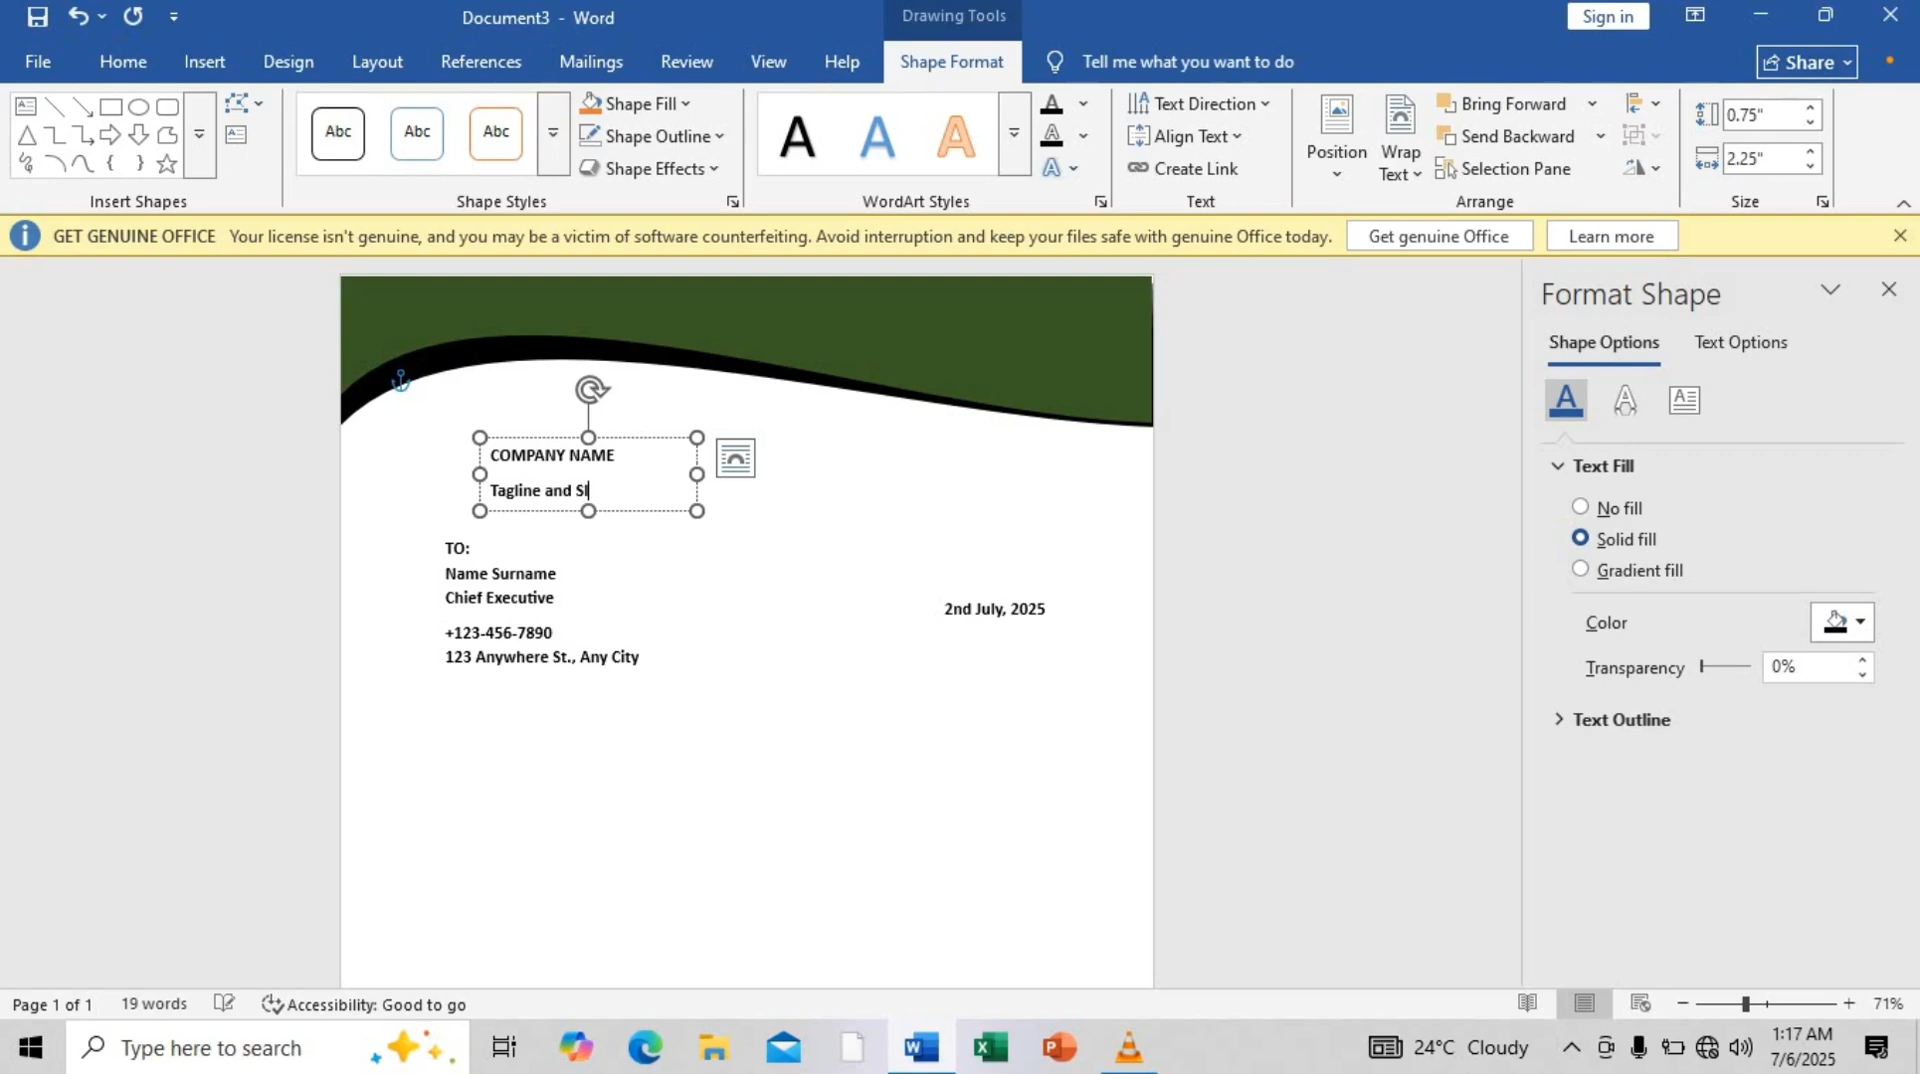 Document3 - Word
Drawing Tools
Sign in
File Home Insert Design Layout References Mailings Review View Help Shape Format Tell me what you want to do Share
Abc Abc Abc
Shape Fill
Shape Outline
Shape Effects
A A A
A
A
A
Text Direction
Align Text
Create Link
Position
Wrap
Text
Bring Forward
Send Backward
Selection Pane
0.75"
2.25"
Insert Shapes Shape Styles WordArt Styles Text Arrange Size
GET GENUINE OFFICE Your license isn't genuine, and you may be a victim of software counterfeiting. Avoid interruption and keep your files safe with genuine Office today. Get genuine Office Learn more
COMPANY NAME
Tagline and Sl
TO:
Name Surname
Chief Executive
2nd July, 2025
+123-456-7890
123 Anywhere St., Any City
Format Shape
Shape Options Text Options
Text Fill
No fill
Solid fill
Gradient fill
Color
Transparency 0%
Text Outline
Page 1 of 1 19 words Accessibility: Good to go 71%
Type here to search
24°C Cloudy
1:17 AM
7/6/2025